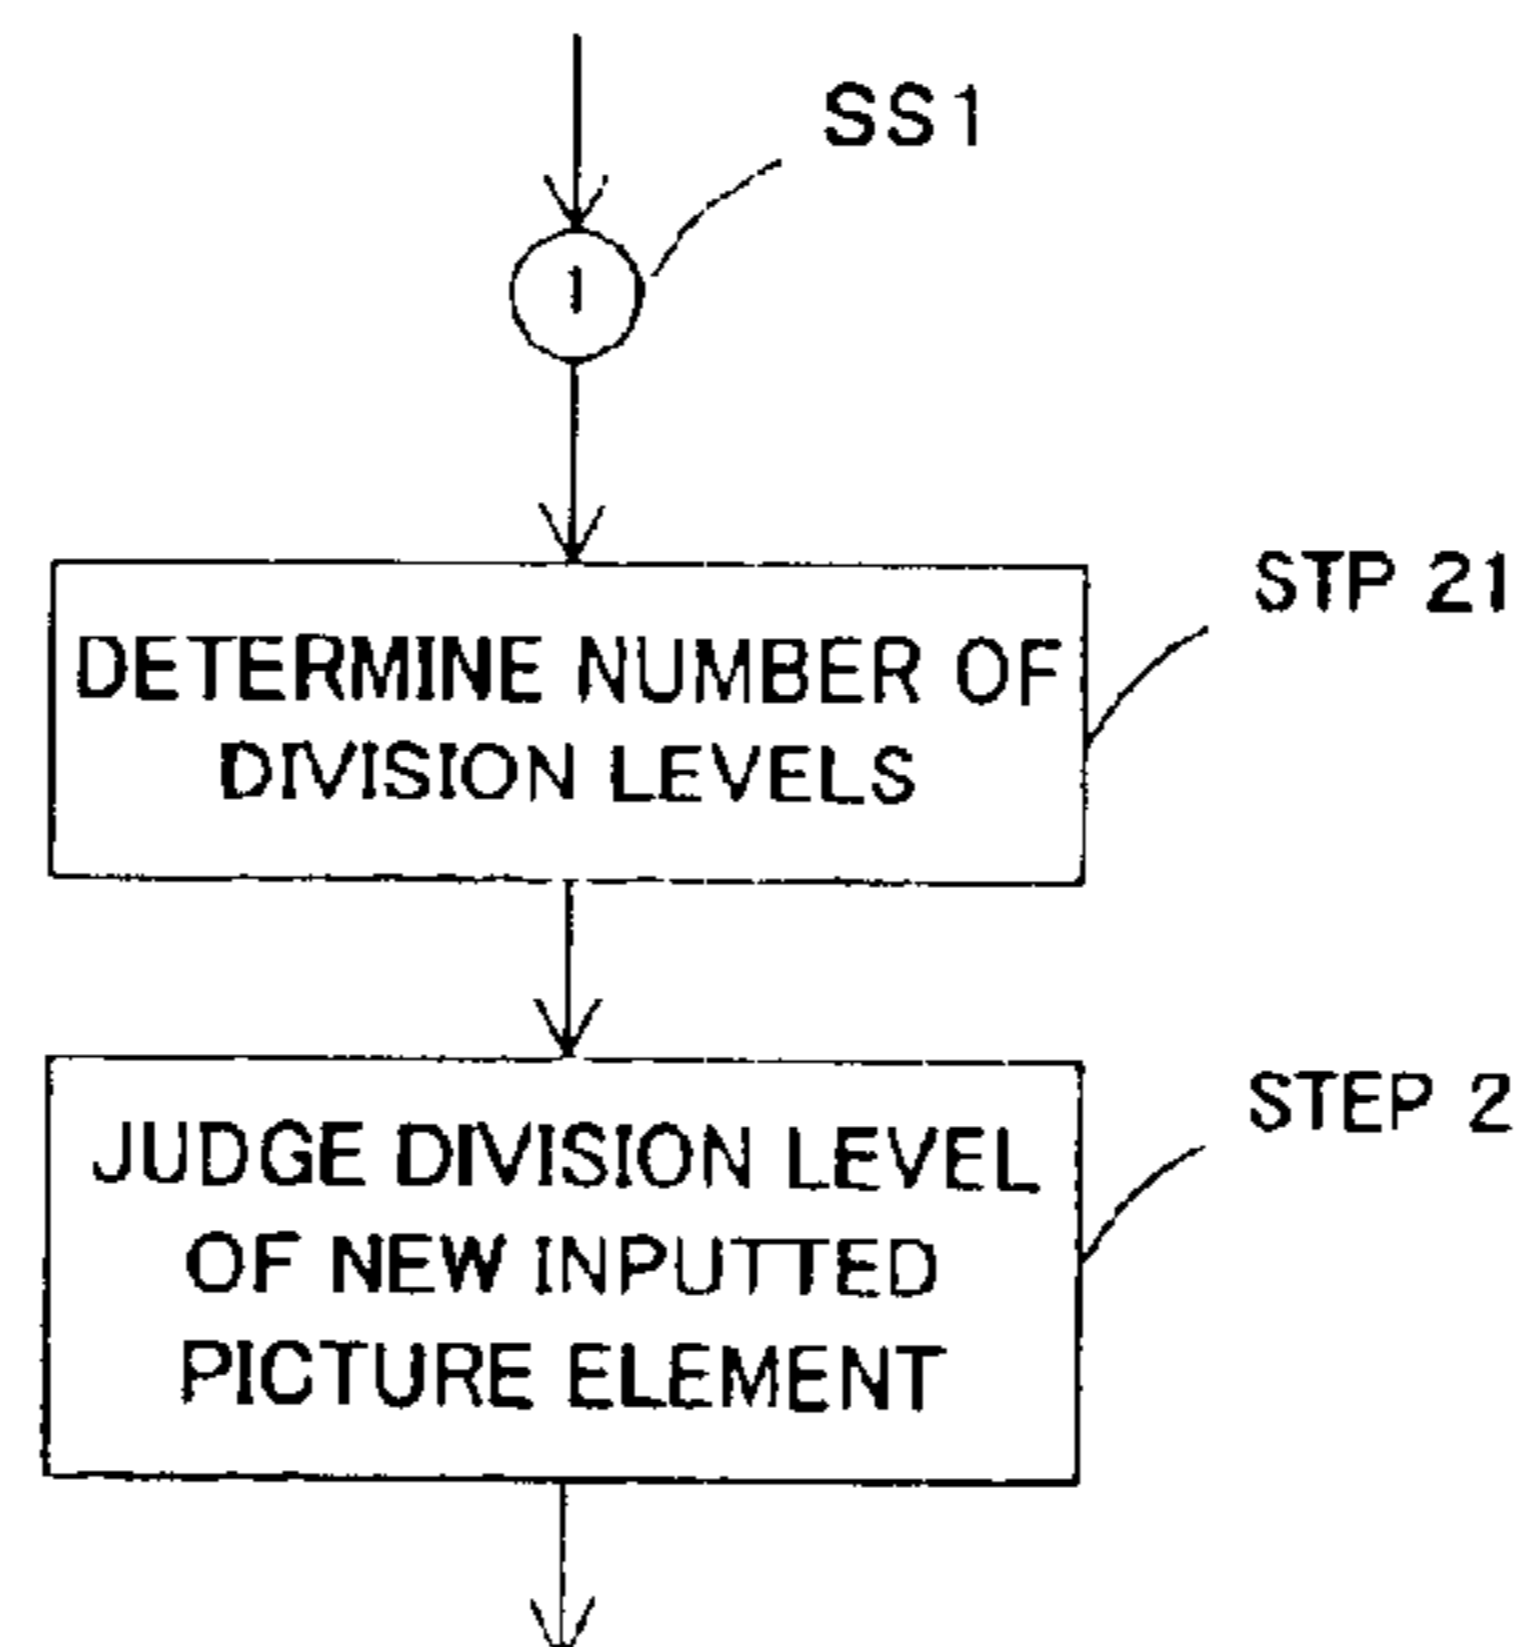 SS1
1
STP 21
DETERMINE NUMBER OF
DIVISION LEVELS
STEP 2
JUDGE DIVISION LEVEL
OF NEW INPUTTED
PICTURE ELEMENT